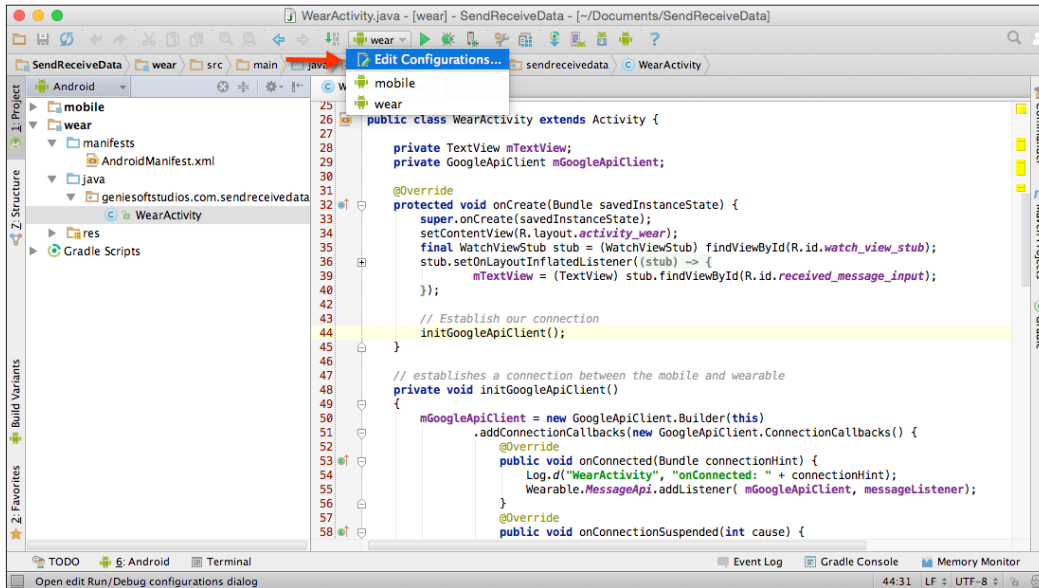 WearActivity.java - [wear] - SendReceiveData - [~/Documents/SendReceiveData]
wear
SendReceiveData wear src main java sendreceivedata WearActivity
Edit Configurations...
mobile
wear
Android
1: Project
Z: Structure
Build Variants
2: Favorites
mobile
wear
manifests
AndroidManifest.xml
java
geniesoftstudios.com.sendreceivedata
WearActivity
res
Gradle Scripts
25
26 public class WearActivity extends Activity {
27
28 private TextView mTextView;
29 private GoogleApiClient mGoogleApiClient;
30
31 @Override
32 protected void onCreate(Bundle savedInstanceState) {
33 super.onCreate(savedInstanceState);
34 setContentView(R.layout.activity_wear);
35 final WatchViewStub stub = (WatchViewStub) findViewById(R.id.watch_view_stub);
36 stub.setOnLayoutInflatedListener((stub) → {
39 mTextView = (TextView) stub.findViewById(R.id.received_message_input);
40 });
42
43 // Establish our connection
44 initGoogleApiClient();
45 }
46
47 // establishes a connection between the mobile and wearable
48 private void initGoogleApiClient()
49 {
50 mGoogleApiClient = new GoogleApiClient.Builder(this)
51 .addConnectionCallbacks(new GoogleApiClient.ConnectionCallbacks() {
52 @Override
53 public void onConnected(Bundle connectionHint) {
54 Log.d("WearActivity", "onConnected: " + connectionHint);
55 Wearable.MessageApi.addListener( mGoogleApiClient, messageListener);
56 }
57 @Override
58 public void onConnectionSuspended(int cause) {
TODO 6: Android Terminal Event Log Gradle Console Memory Monitor
Open edit Run/Debug configurations dialog 44:31 LF UTF-8